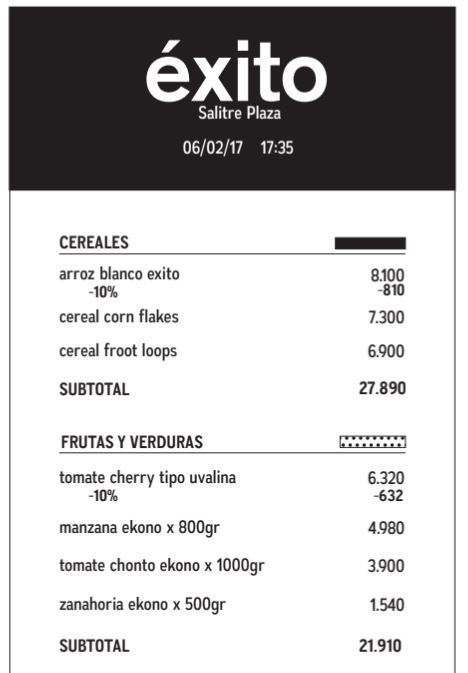 éxito
Salitre Plaza
06/02/17 17:35
CEREALES
arroz blanco exito 8.100
-10% -810
cereal corn flakes 7.300
cereal froot loops 6.900
SUBTOTAL 27.890
FRUTAS Y VERDURAS
tomate cherry tipo uvalina 6.320
-10% -632
manzana ekono x 800gr 4.980
tomate chonto ekono x 1000gr 3.900
zanahoria ekono x 500gr 1.540
SUBTOTAL 21.910